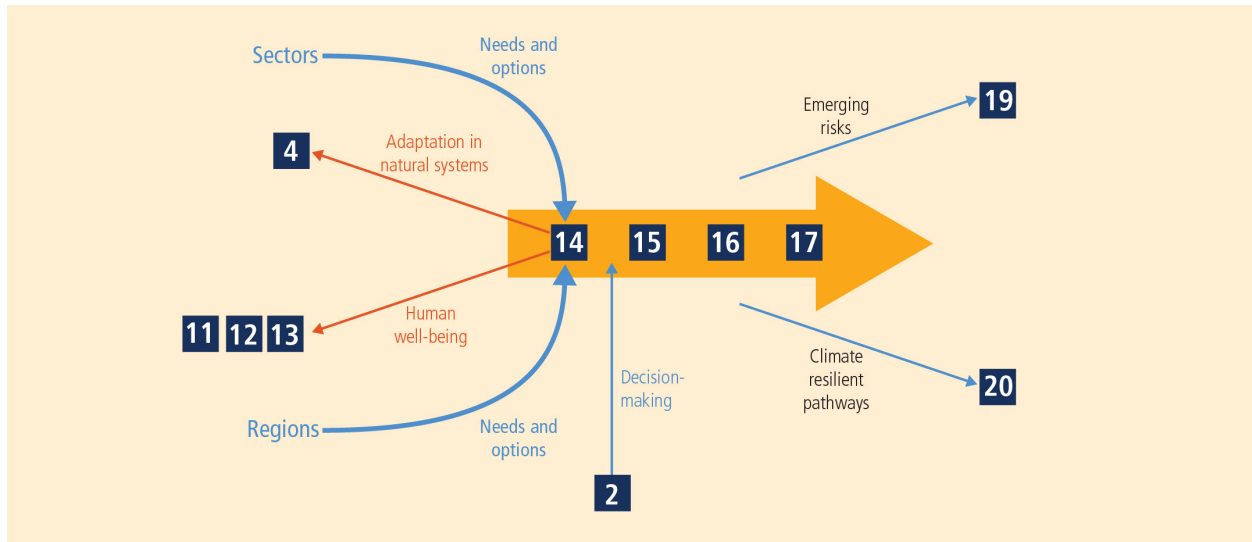 Sectors
Needs and
options
Emerging
risks
19
4
Adaptation in
natural systems
14 15 16 17
11 12 13
Human
well-being
Decision-
making
Climate
resilient
pathways
20
Regions
Needs and
options
2